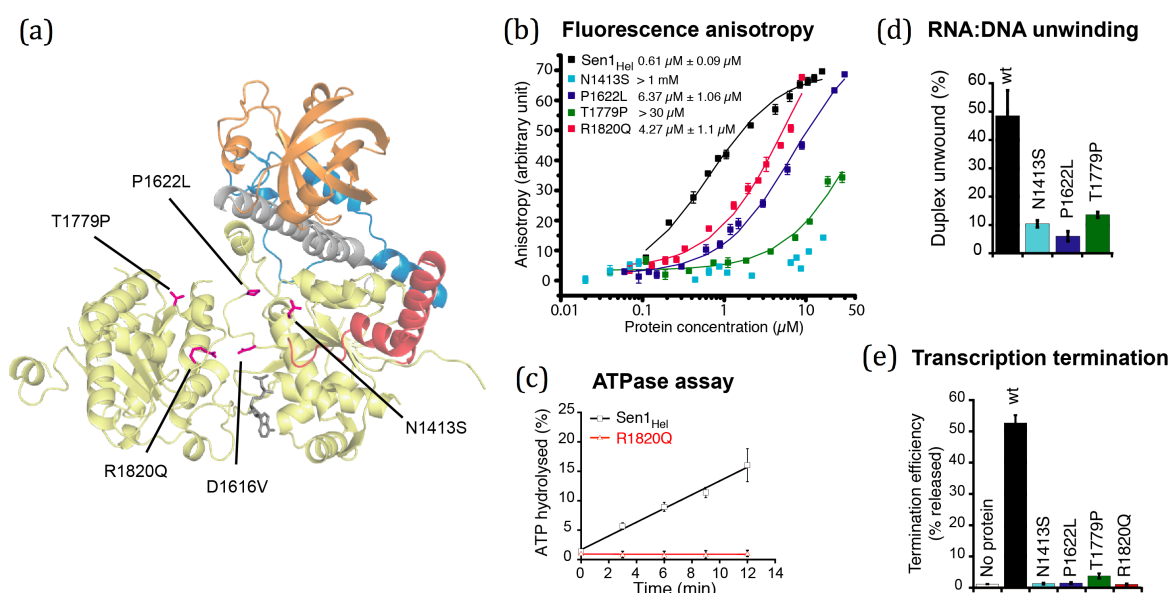 (a)
P1622L
T1779P
R1820Q
D1616V
N1413S
(b) Fluorescence anisotropy
Anisotropy (arbitrary unit)
70
60
50
40
30
20
10
0
Sen1Hel 0.61 µM ± 0.09 µM
N1413S > 1 mM
P1622L 6.37 µM ± 1.06 µM
T1779P > 30 µM
R1820Q 4.27 µM ± 1.1 µM
0.01 0.1 1 10 50
Protein concentration (µM)
(c) ATPase assay
ATP hydrolysed (%)
25
20
15
10
5
0
Sen1Hel
R1820Q
0 2 4 6 8 10 12 14
Time (min)
(d) RNA:DNA unwinding
Duplex unwound (%)
60
50
40
30
20
10
0
wt
N1413S
P1622L
T1779P
(e) Transcription termination
Termination efficiency
(% released)
60
50
40
30
20
10
0
No protein
wt
N1413S
P1622L
T1779P
R1820Q